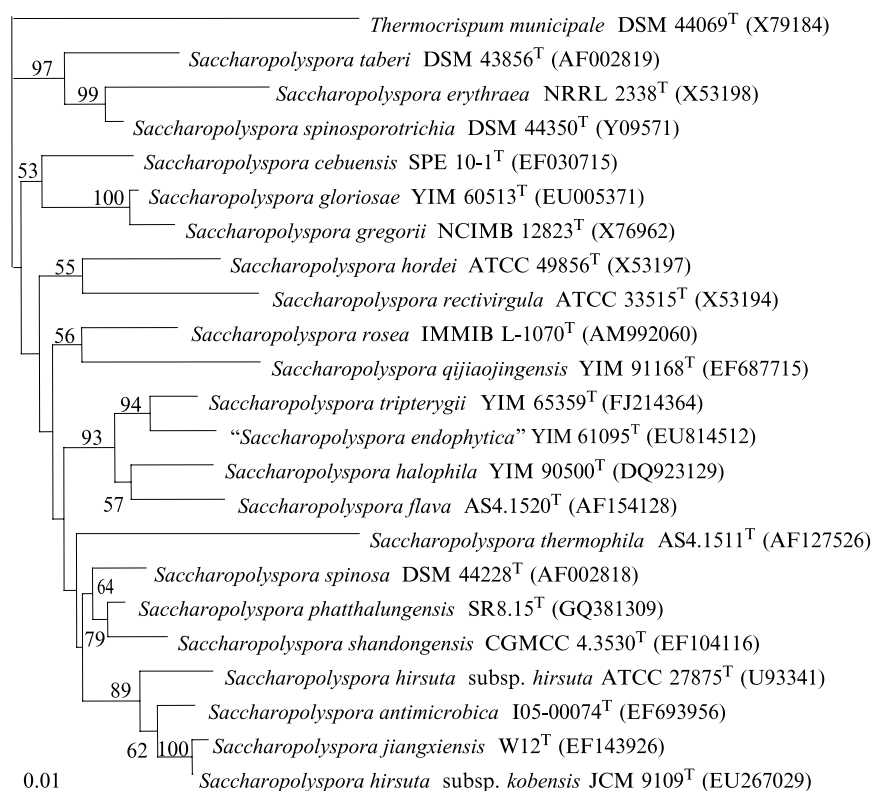 Thermocrispum municipale DSM 44069T (X79184)
97 Saccharopolyspora taberi DSM 43856T (AF002819)
99 Saccharopolyspora erythraea NRRL 2338T (X53198)
Saccharopolyspora spinosporotrichia DSM 44350T (Y09571)
53 Saccharopolyspora cebuensis SPE 10-1T (EF030715)
100 Saccharopolyspora gloriosae YIM 60513T (EU005371)
Saccharopolyspora gregorii NCIMB 12823T (X76962)
55 Saccharopolyspora hordei ATCC 49856T (X53197)
Saccharopolyspora rectivirgula ATCC 33515T (X53194)
56 Saccharopolyspora rosea IMMIB L-1070T (AM992060)
Saccharopolyspora qijiaojingensis YIM 91168T (EF687715)
94 Saccharopolyspora tripterygii YIM 65359T (FJ214364)
93 “Saccharopolyspora endophytica” YIM 61095T (EU814512)
Saccharopolyspora halophila YIM 90500T (DQ923129)
57 Saccharopolyspora flava AS4.1520T (AF154128)
Saccharopolyspora thermophila AS4.1511T (AF127526)
Saccharopolyspora spinosa DSM 44228T (AF002818)
64
Saccharopolyspora phatthalungensis SR8.15T (GQ381309)
79 Saccharopolyspora shandongensis CGMCC 4.3530T (EF104116)
89 Saccharopolyspora hirsuta subsp. hirsuta ATCC 27875T (U93341)
Saccharopolyspora antimicrobica I05-00074T (EF693956)
62 100 Saccharopolyspora jiangxiensis W12T (EF143926)
0.01 Saccharopolyspora hirsuta subsp. kobensis JCM 9109T (EU267029)